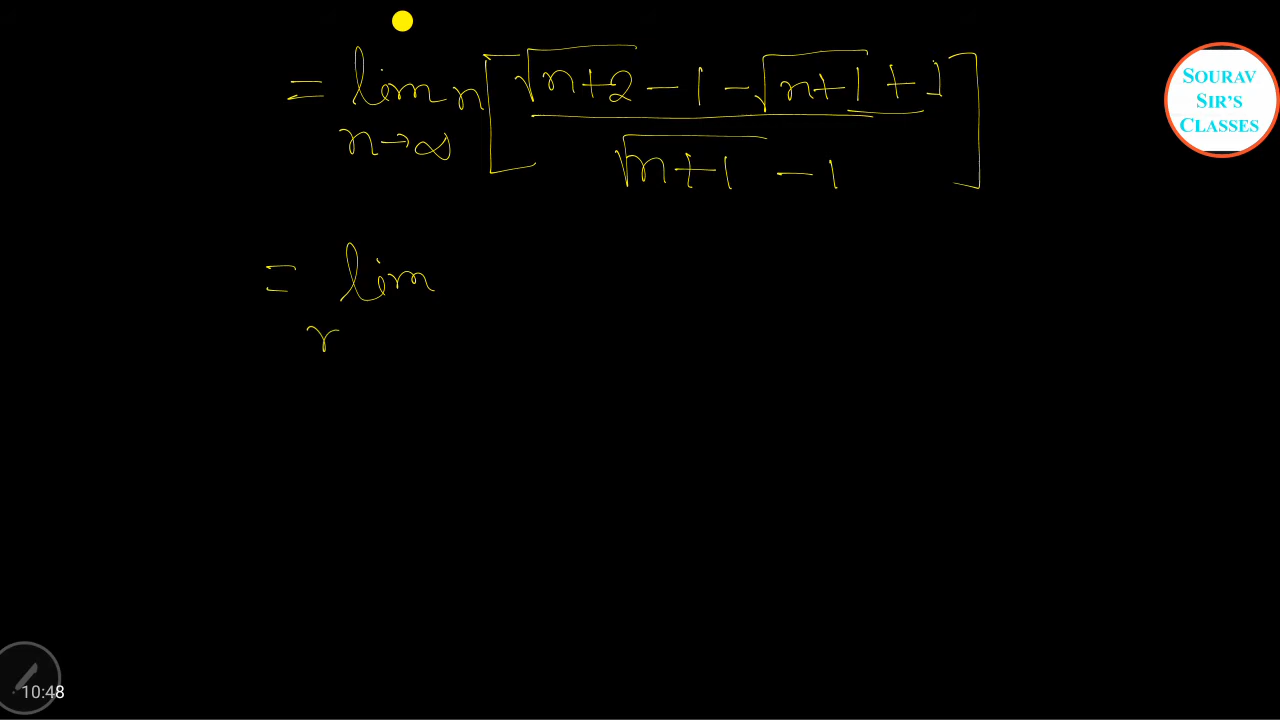 = lim n→∞ n [ (√(n+2) - 1 - √(n+1) + 1) / (√(n+1) - 1) ]
= lim
r
SOURAV
SIR'S
CLASSES
10:48